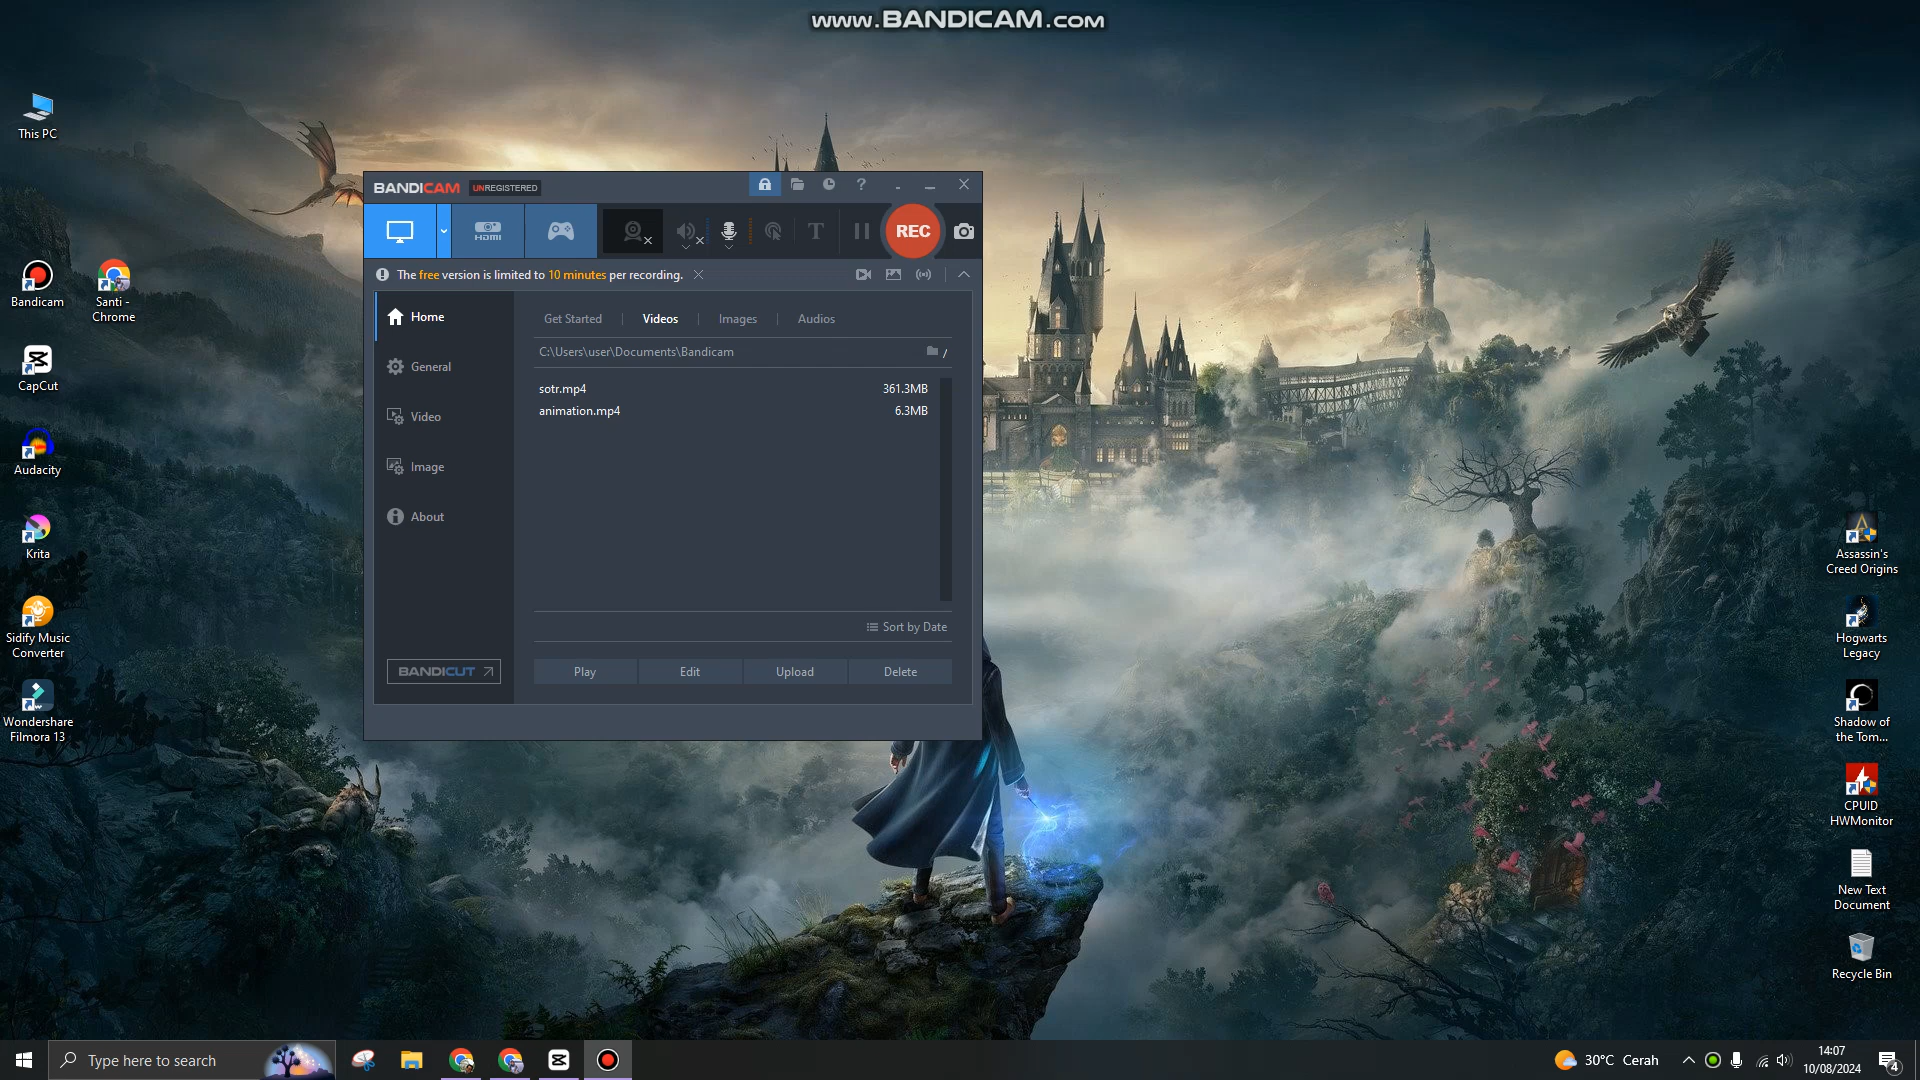 www.BANDICAM.com
This PC
Bandicam
Santi -
Chrome
CapCut
Audacity
Krita
Sidify Music
Converter
Wondershare
Filmora 13
BANDICAM UNREGISTERED
?
HDMI
T
REC
The free version is limited to 10 minutes per recording.
Home
General
Video
Image
About
BANDICUT
Get Started
Videos
Images
Audios
C:\Users\user\Documents\Bandicam
/
sotr.mp4 361.3MB
animation.mp4 6.3MB
Sort by Date
Play
Edit
Upload
Delete
Assassin's
Creed Origins
Hogwarts
Legacy
Shadow of
the Tom...
CPUID
HWMonitor
New Text
Document
Recycle Bin
Type here to search
30°C Cerah
14:07
10/08/2024
4